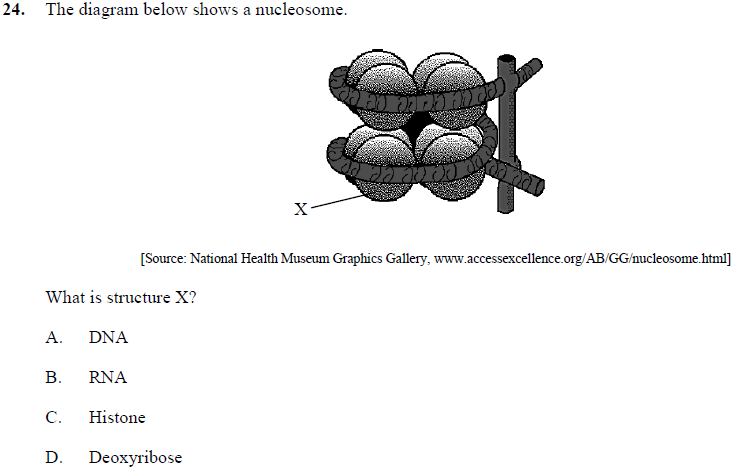 24. The diagram below shows a nucleosome.
X
[Source: National Health Museum Graphics Gallery, www.accessexcellence.org/AB/GG/nucleosome.html]
What is structure X?
A. DNA
B. RNA
C. Histone
D. Deoxyribose